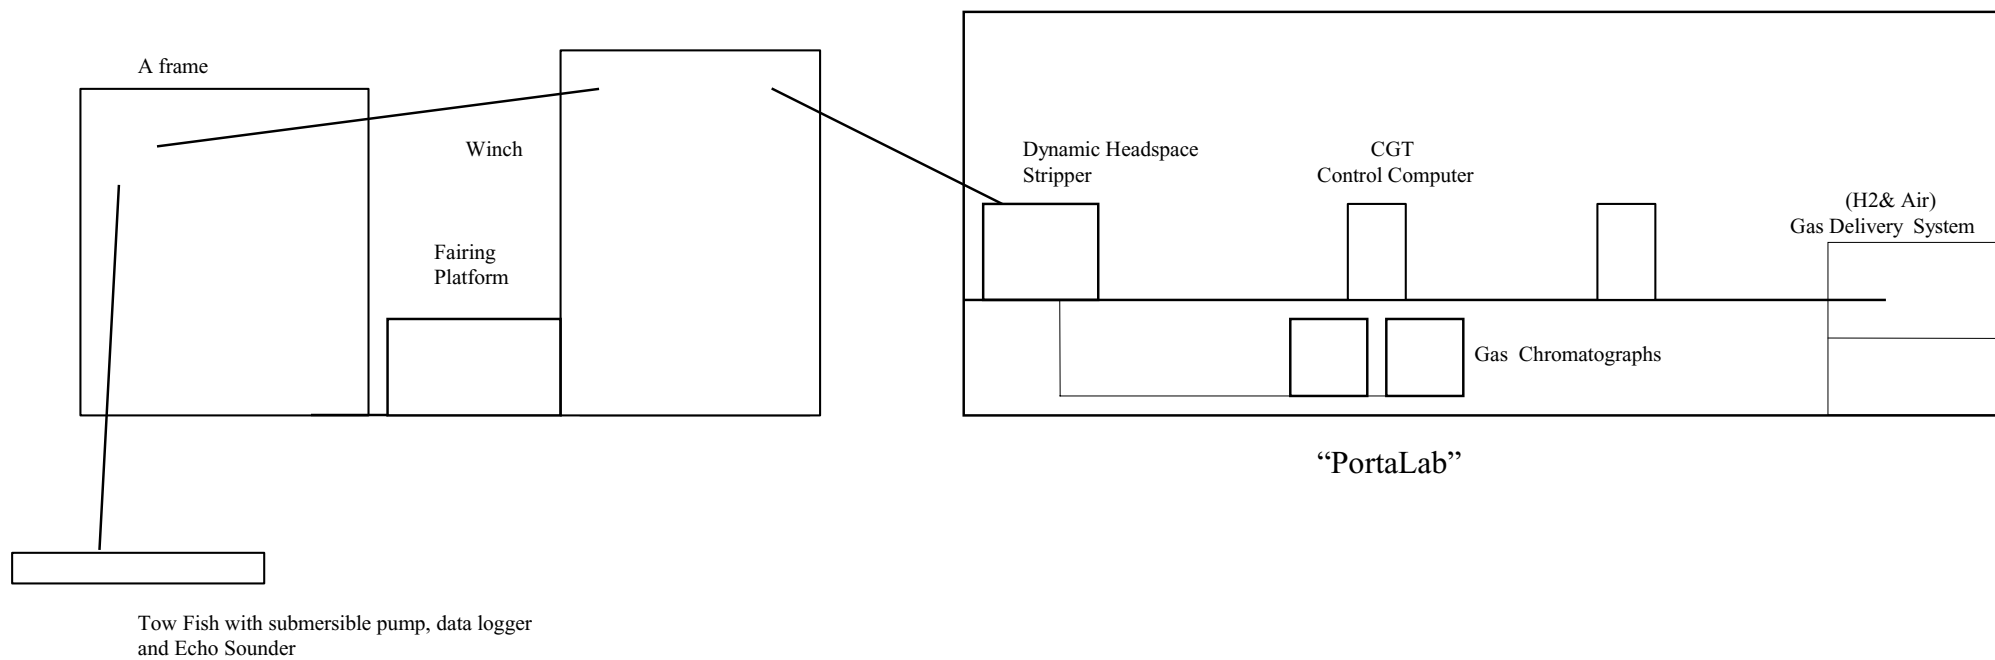 A frame
Winch
Fairing
Platform
Dynamic Headspace
Stripper
CGT
Control Computer
(H2& Air)
Gas Delivery System
Gas Chromatographs
“PortaLab”
Tow Fish with submersible pump, data logger
and Echo Sounder